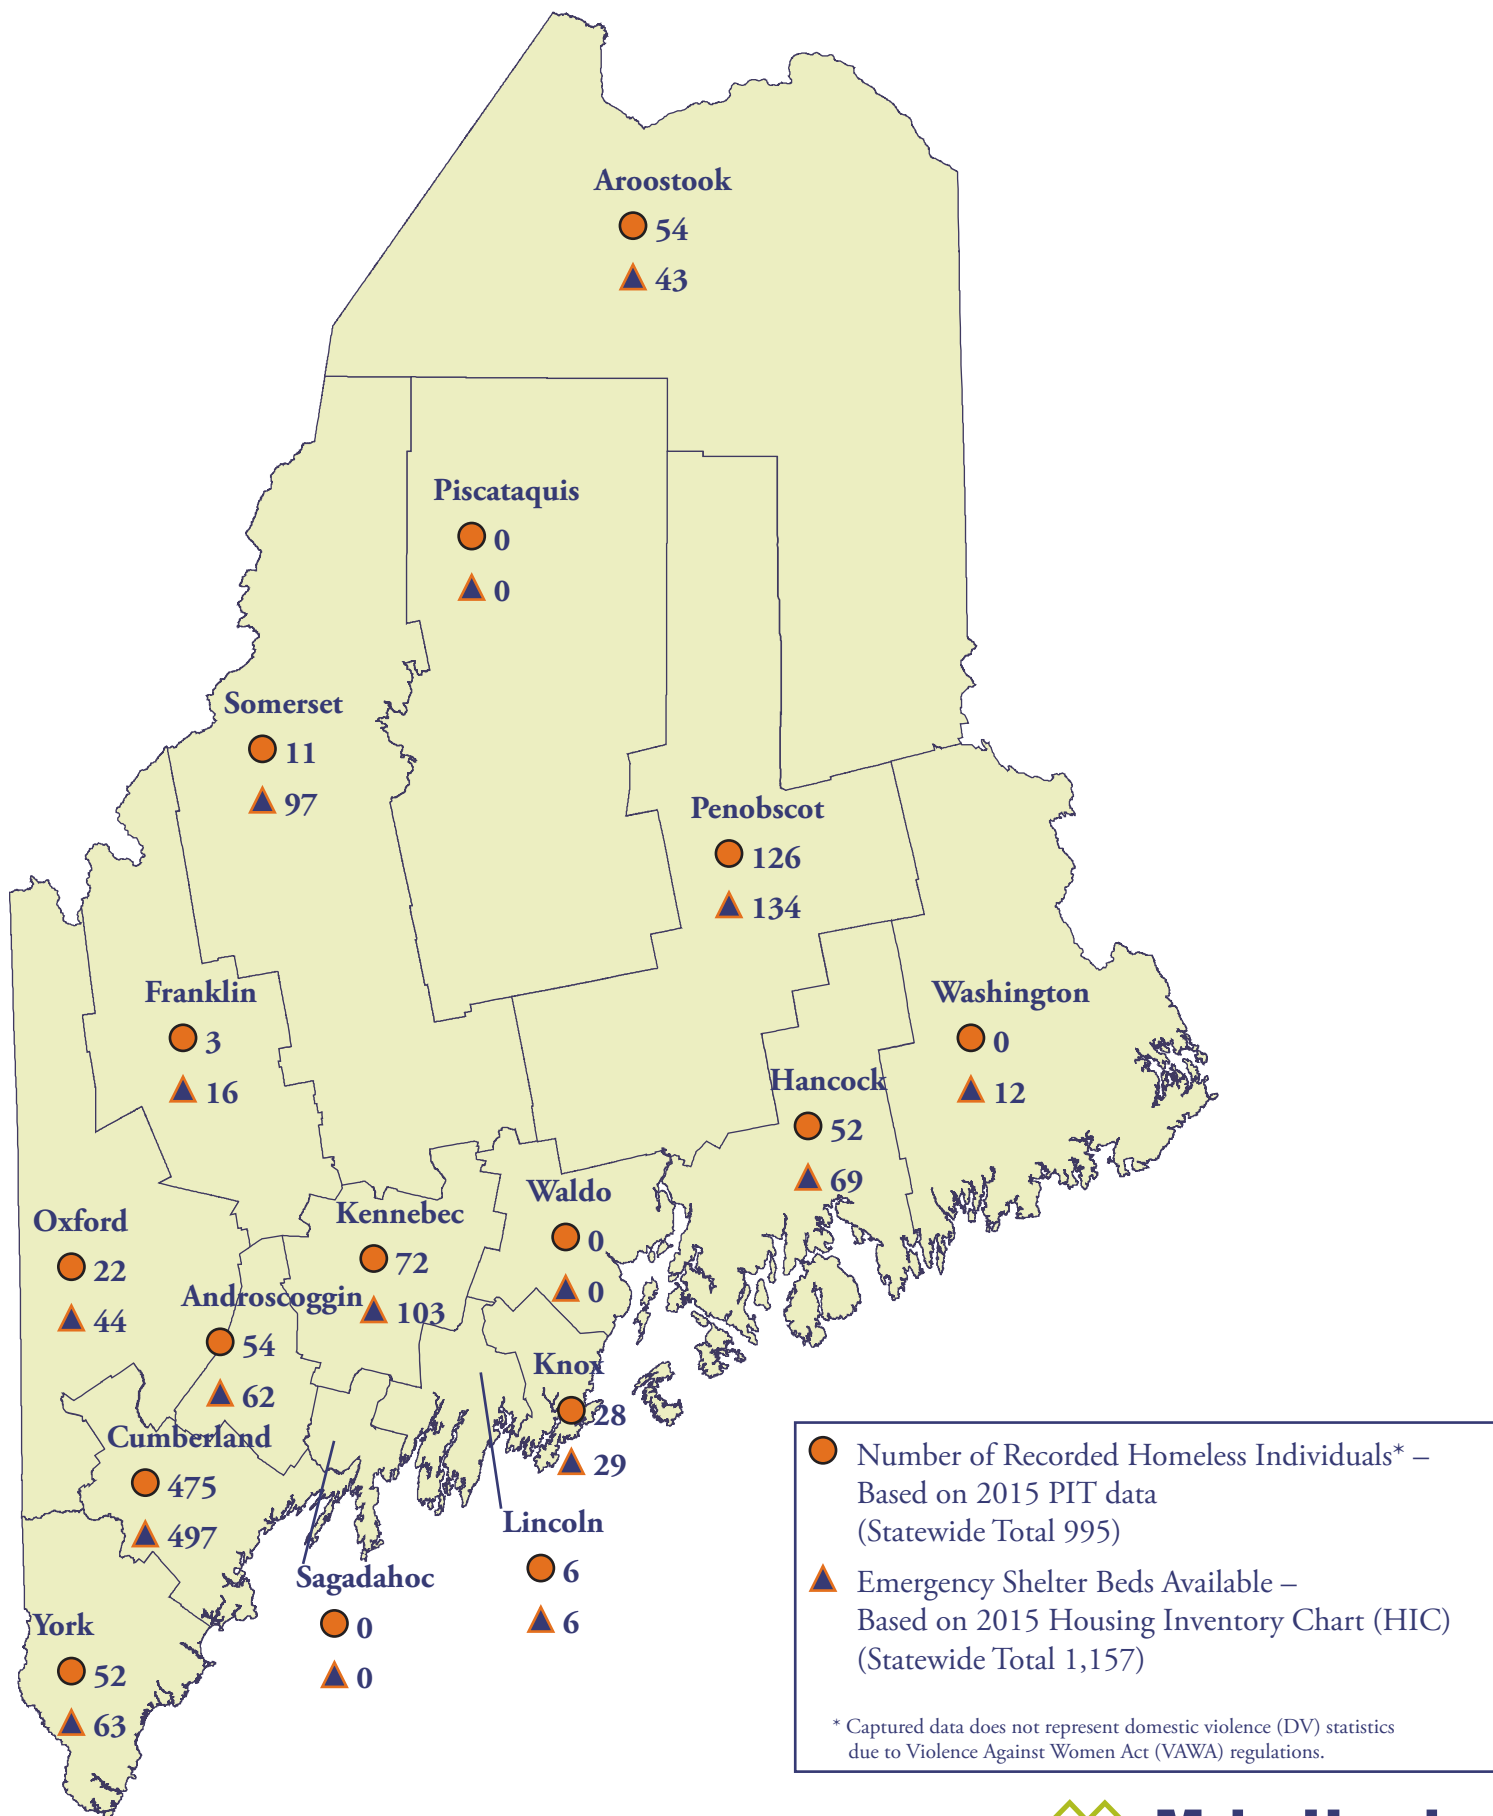 Aroostook
54
43
Piscataquis
0
0
Somerset
11
97
Penobscot
126
134
Franklin
3
16
Washington
0
12
Hancock
52
69
Waldo
0
0
Kennebec
72
103
Oxford
22
44
Androscoggin
54
62
Knox
28
29
Cumberland
475
497
Lincoln
6
6
Sagadahoc
0
0
York
52
63
Number of Recorded Homeless Individuals* –
Based on 2015 PIT data
(Statewide Total 995)
Emergency Shelter Beds Available –
Based on 2015 Housing Inventory Chart (HIC)
(Statewide Total 1,157)
* Captured data does not represent domestic violence (DV) statistics
due to Violence Against Women Act (VAWA) regulations.